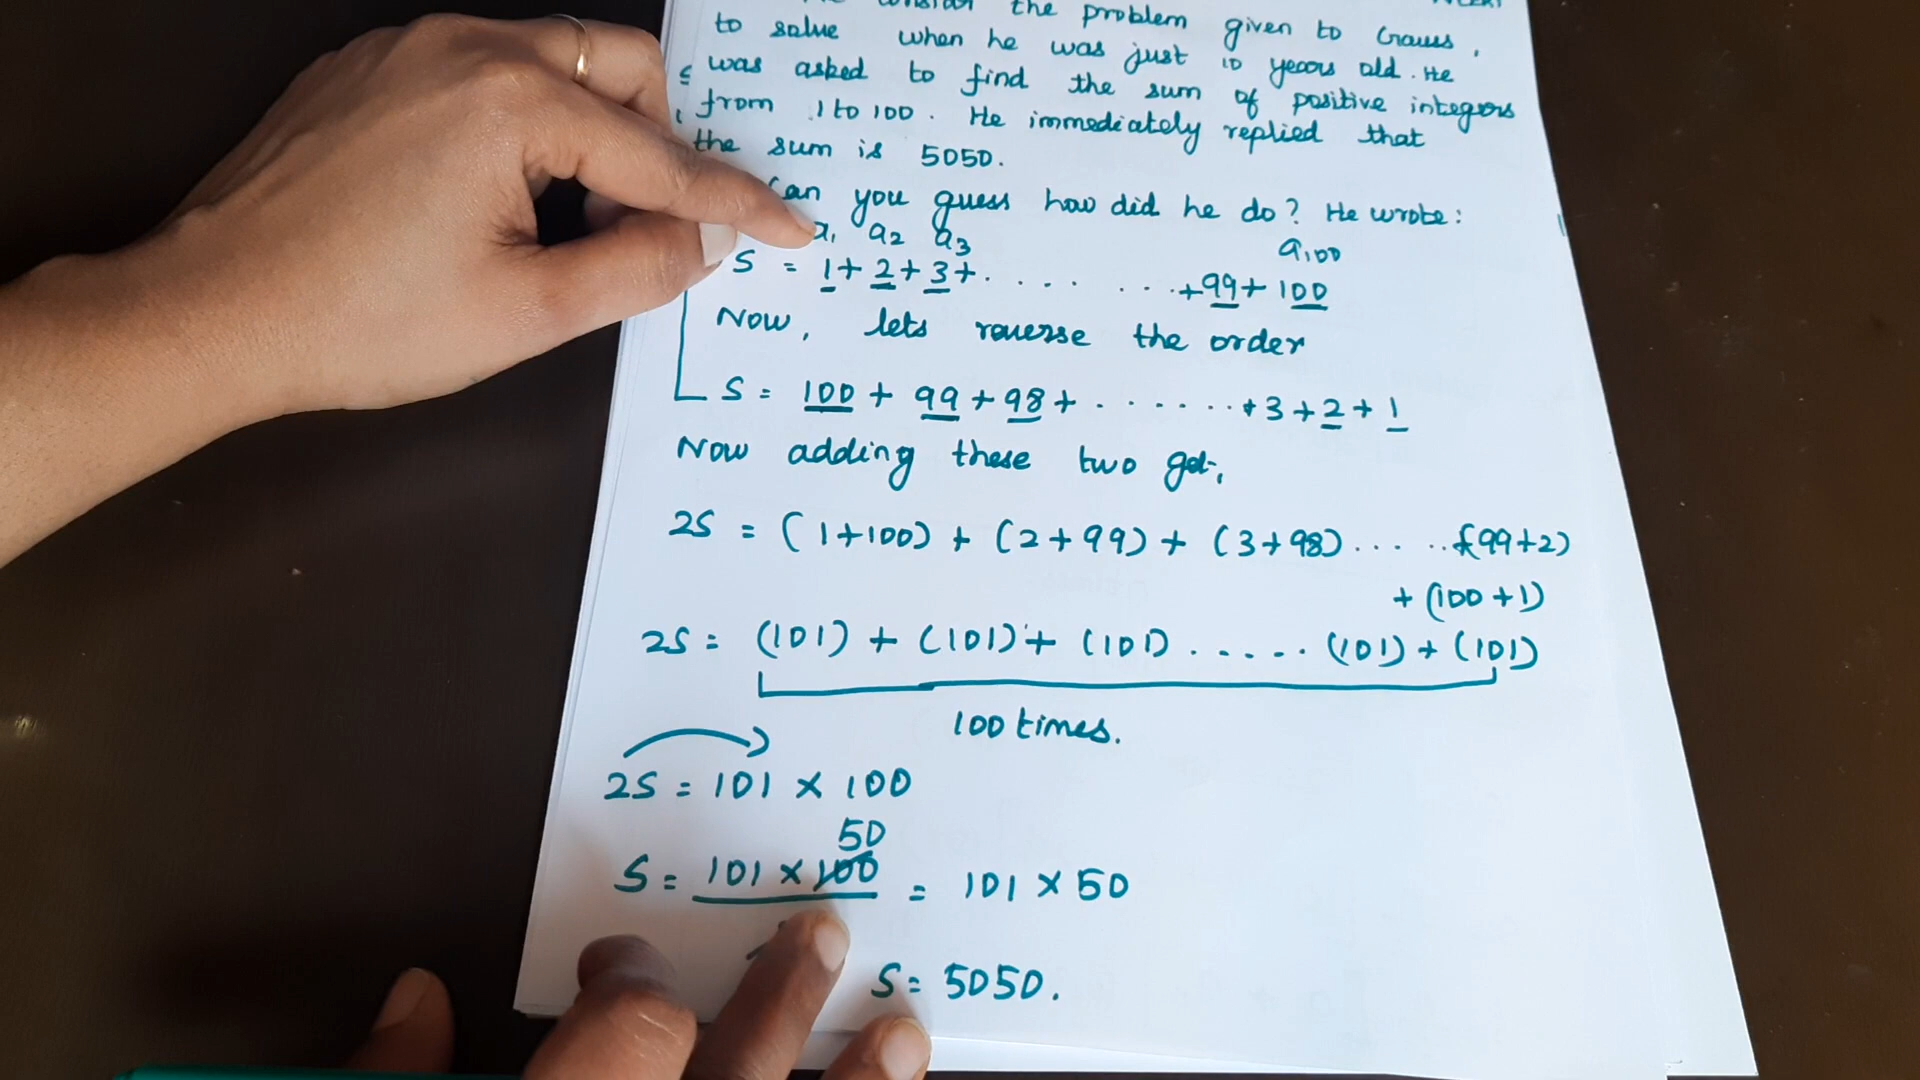 the problem given to Gauss,
to solve when he was just 10 years old. He
was asked to find the sum of positive integers
from 1 to 100. He immediately replied that
the sum is 5050.
Can you guess how did he do? He wrote:
a₁ a₂ a₃ a₁₀₀
S = 1+2+3+. . . . . . . +99+100
Now, lets reverse the order
S = 100 + 99 + 98 + . . . . . . . +3+2+1
Now adding these two get,
2S = (1+100) + (2+99) + (3+98) . . . . . +(99+2)
+ (100+1)
2S = (101) + (101) + (101) . . . . . (101) + (101)
100 times.
2S = 101 × 100
50
S = 101 × 100 = 101 × 50
S = 5050.